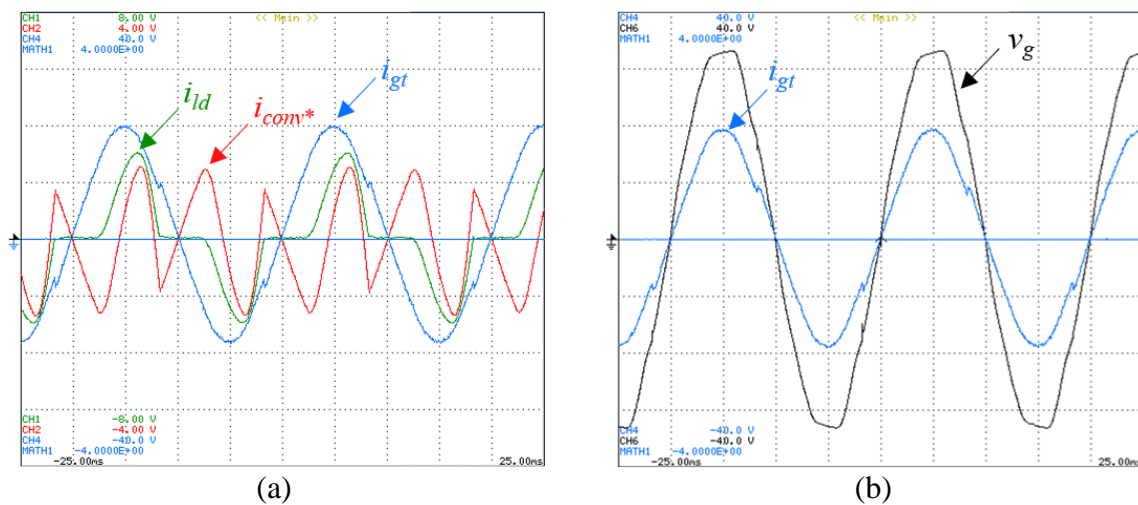 CH1 8.00 V
CH2 4.00 V
CH4 40.0 V
MATH1 4.0000E+00
<< Main >>
i_gt
i_ld
i_conv*
CH1 -8.00 V
CH2 -4.00 V
CH4 -40.0 V
MATH1 -4.0000E+00
-25.00ms
25.00ms
(a)
CH4 40.0 V
CH6 40.0 V
MATH1 4.0000E+00
<< Main >>
v_g
i_gt
CH4 -40.0 V
CH6 -40.0 V
MATH1 -4.0000E+00
-25.00ms
25.00ms
(b)